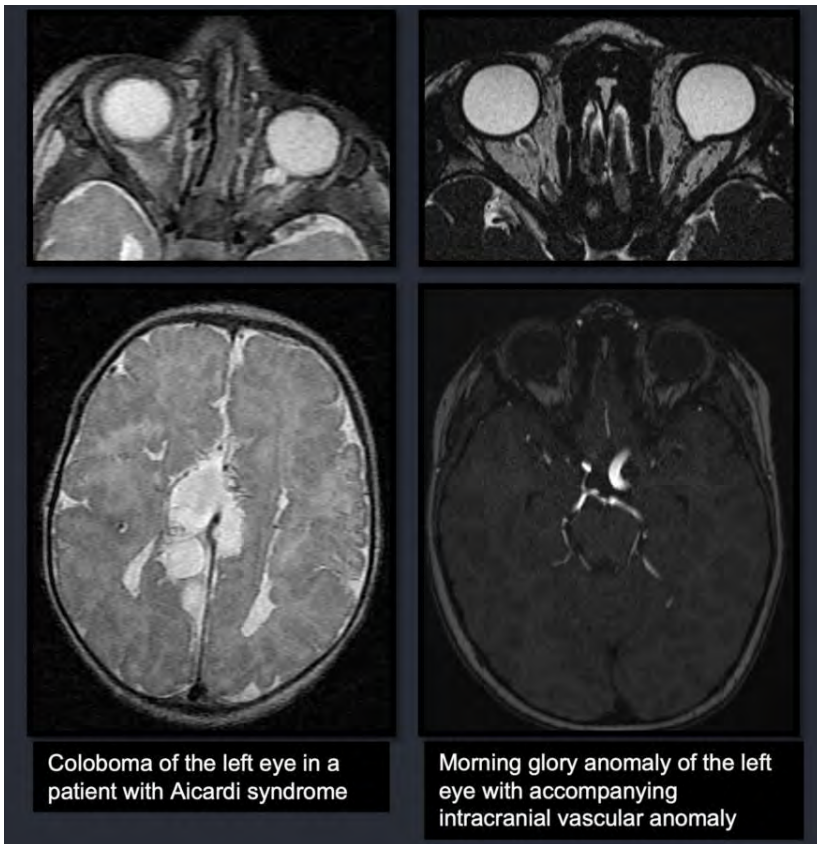 Coloboma of the left eye in a
patient with Aicardi syndrome
Morning glory anomaly of the left
eye with accompanying
intracranial vascular anomaly